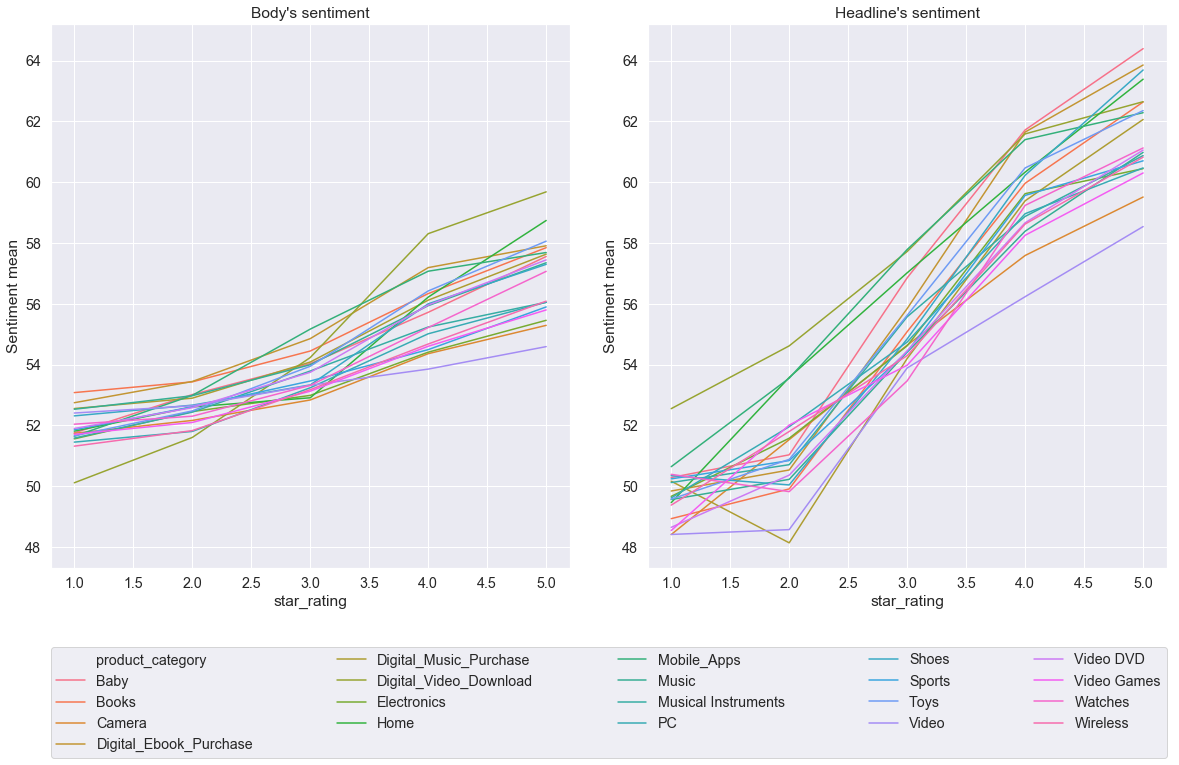 Body's sentiment
Headline's sentiment
64
62
60
58
56
54
52
50
48
Sentiment mean
1.0 1.5 2.0 2.5 3.0 3.5 4.0 4.5 5.0
star_rating
64
62
60
58
56
54
52
50
48
Sentiment mean
1.0 1.5 2.0 2.5 3.0 3.5 4.0 4.5 5.0
star_rating
product_category
Baby
Books
Camera
Digital_Ebook_Purchase
Digital_Music_Purchase
Digital_Video_Download
Electronics
Home
Mobile_Apps
Music
Musical Instruments
PC
Shoes
Sports
Toys
Video
Video DVD
Video Games
Watches
Wireless